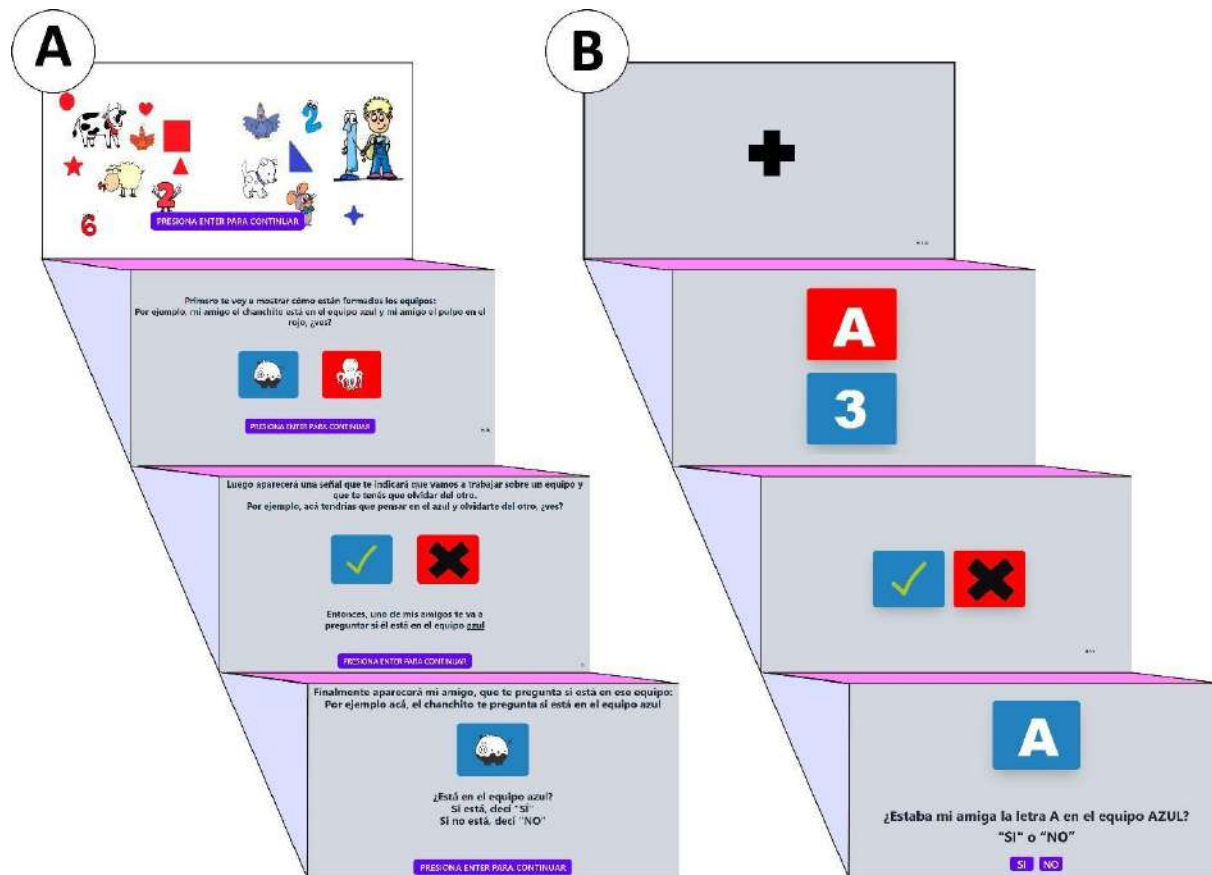 A
2
1
2
6
PRESIONA ENTER PARA CONTINUAR
Primero te voy a mostrar cómo están formados los equipos:
Por ejemplo, mi amigo el chanchito está en el equipo azul y mi amigo el pulpo en el
rojo, ¿ves?
PRESIONA ENTER PARA CONTINUAR
Luego aparecerá una señal que te indicará que vamos a trabajar sobre un equipo y
que te tenés que olvidar del otro.
Por ejemplo, acá tendrías que pensar en el azul y olvidarte del otro, ¿ves?
Entonces, uno de mis amigos te va a
preguntar si él está en el equipo azul
PRESIONA ENTER PARA CONTINUAR
Finalmente aparecerá mi amigo, que te pregunta si está en ese equipo:
Por ejemplo acá, el chanchito te pregunta si está en el equipo azul
¿Está en el equipo azul?
Si está, decí "SÍ"
Si no está, decí "NO"
PRESIONA ENTER PARA CONTINUAR
B
A
3
A
¿Estaba mi amiga la letra A en el equipo AZUL?
"SI" o "NO"
SI NO